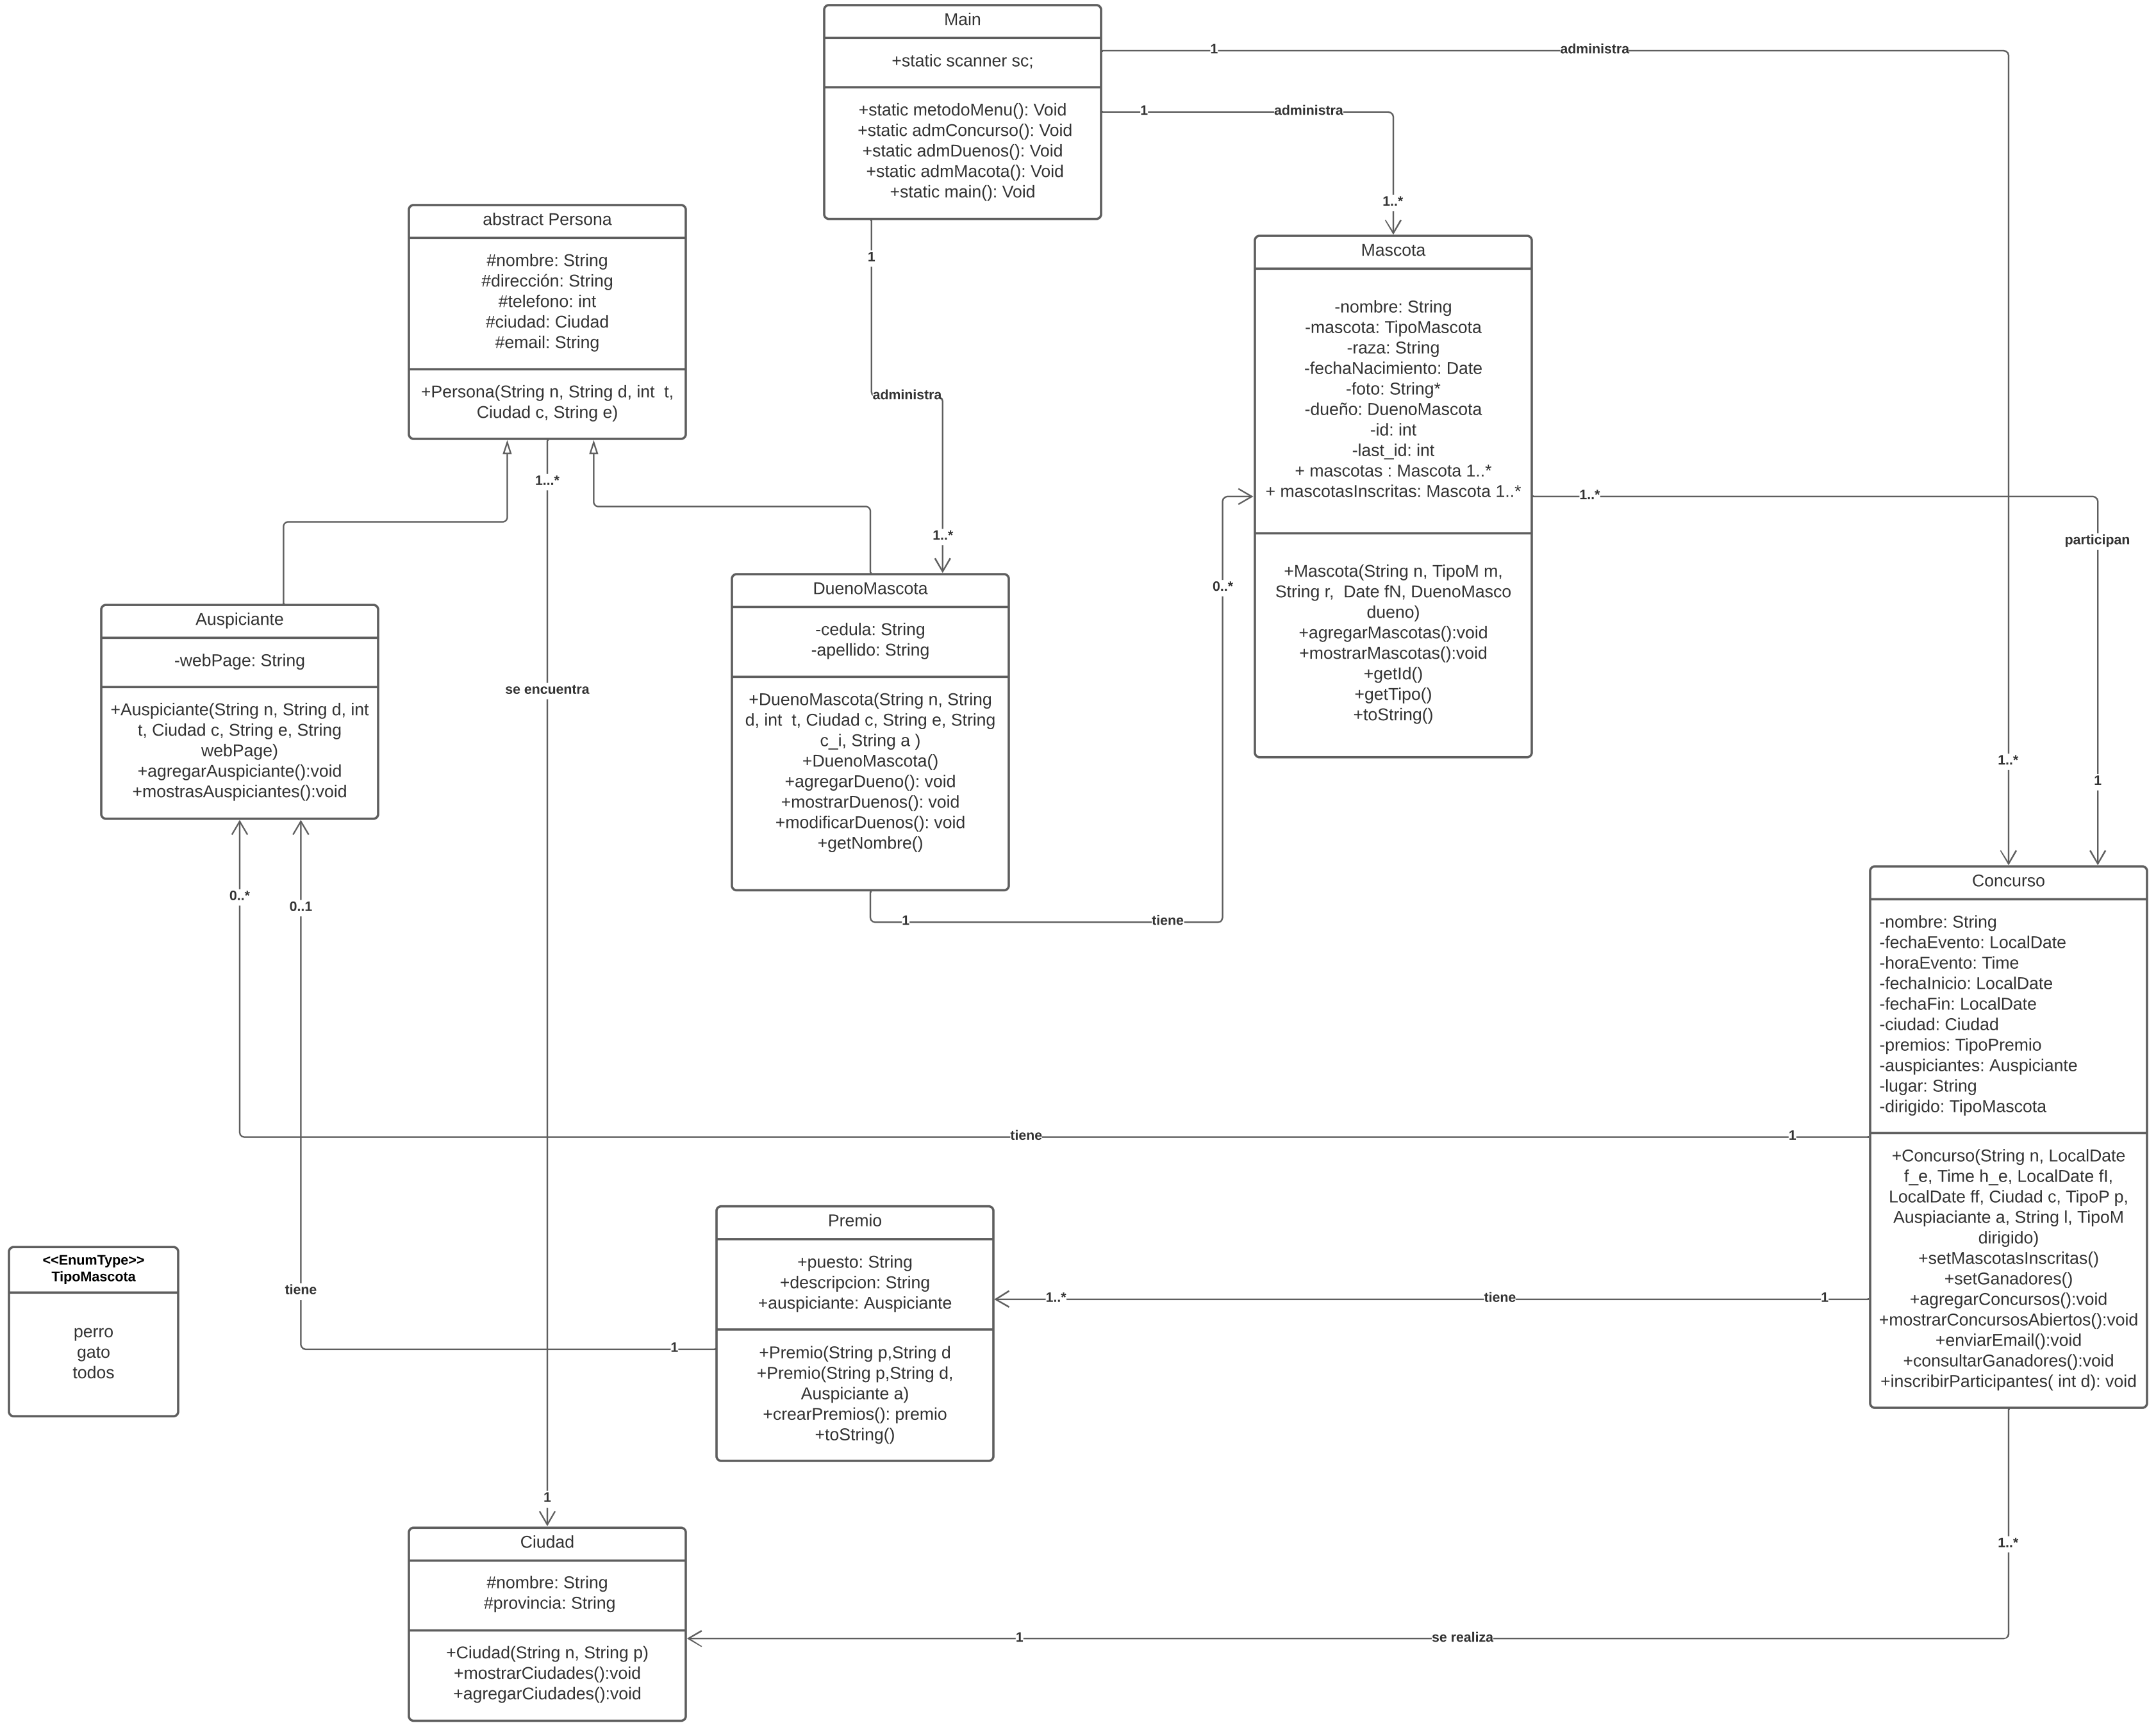 Main
+static scanner sc;
+static metodoMenu(): Void
+static admConcurso(): Void
+static admDuenos(): Void
+static admMacota(): Void
+static main(): Void
1
administra
1..*
1
administra
1..*
1
administra
1..*
abstract Persona
#nombre: String
#dirección: String
#telefono: int
#ciudad: Ciudad
#email: String
+Persona(String n, String d, int  t,
Ciudad c, String e)
1...*
se encuentra
1
Mascota
-nombre: String
-mascota: TipoMascota
-raza: String
-fechaNacimiento: Date
-foto: String*
-dueño: DuenoMascota
-id: int
-last_id: int
+ mascotas : Mascota 1..*
+ mascotasInscritas: Mascota 1..*
+Mascota(String n, TipoM m,
String r,  Date fN, DuenoMasco
dueno)
+agregarMascotas():void
+mostrarMascotas():void
+getId()
+getTipo()
+toString()
1..*
participan
1
Auspiciante
-webPage: String
+Auspiciante(String n, String d, int
t, Ciudad c, String e, String
webPage)
+agregarAuspiciante():void
+mostrasAuspiciantes():void
0..*
0..1
DuenoMascota
-cedula: String
-apellido: String
+DuenoMascota(String n, String
d, int  t, Ciudad c, String e, String
c_i, String a )
+DuenoMascota()
+agregarDueno(): void
+mostrarDuenos(): void
+modificarDuenos(): void
+getNombre()
1
tiene
0..*
Concurso
-nombre: String
-fechaEvento: LocalDate
-horaEvento: Time
-fechaInicio: LocalDate
-fechaFin: LocalDate
-ciudad: Ciudad
-premios: TipoPremio
-auspiciantes: Auspiciante
-lugar: String
-dirigido: TipoMascota
+Concurso(String n, LocalDate
f_e, Time h_e, LocalDate fI,
LocalDate ff, Ciudad c, TipoP p,
Auspiaciante a, String l, TipoM
dirigido)
+setMascotasInscritas()
+setGanadores()
+agregarConcursos():void
+mostrarConcursosAbiertos():void
+enviarEmail():void
+consultarGanadores():void
+inscribirParticipantes( int d): void
tiene
1
Premio
+puesto: String
+descripcion: String
+auspiciante: Auspiciante
+Premio(String p,String d
+Premio(String p,String d,
Auspiciante a)
+crearPremios(): premio
+toString()
1..*
tiene
1
tiene
1
<<EnumType>>
TipoMascota
perro
gato
todos
Ciudad
#nombre: String
#provincia: String
+Ciudad(String n, String p)
+mostrarCiudades():void
+agregarCiudades():void
1
se realiza
1..*